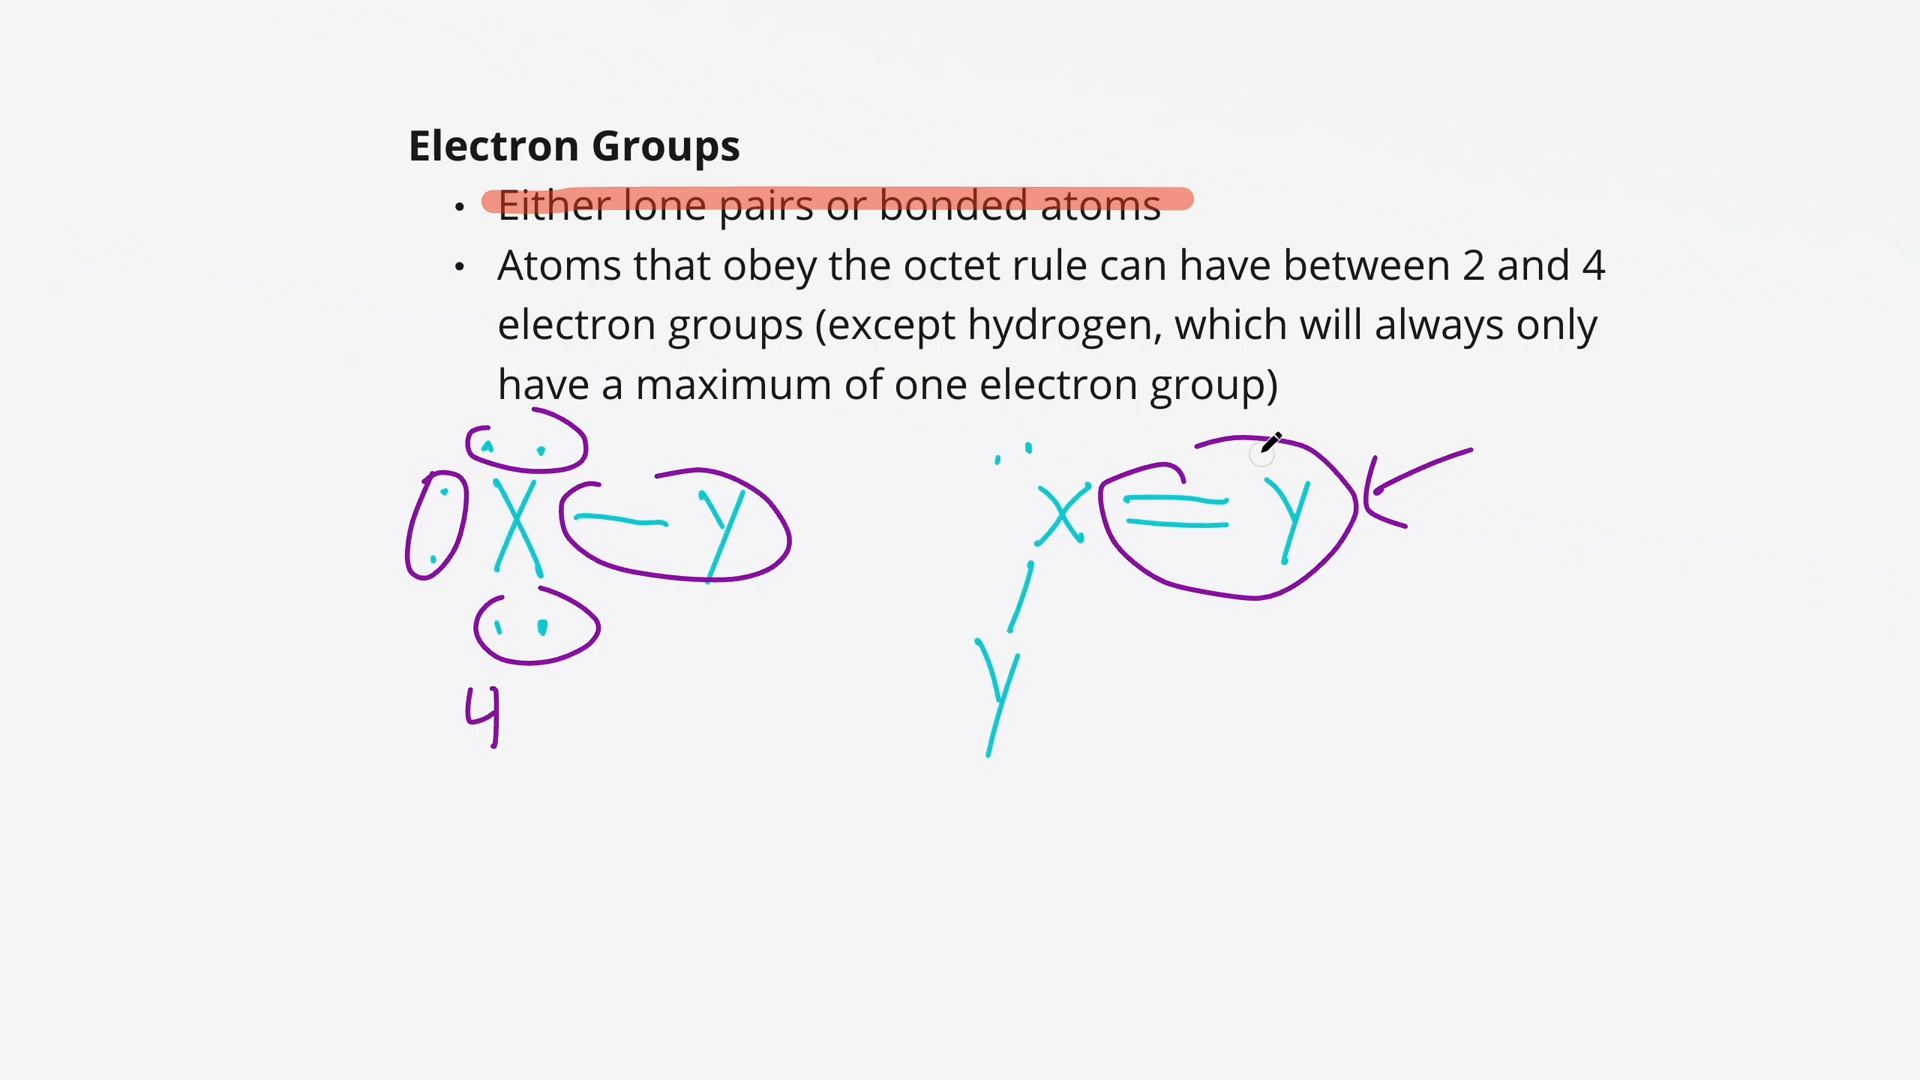 Electron Groups
• Either lone pairs or bonded atoms
• Atoms that obey the octet rule can have between 2 and 4
electron groups (except hydrogen, which will always only
have a maximum of one electron group)
X — Y
X = Y
Y
4